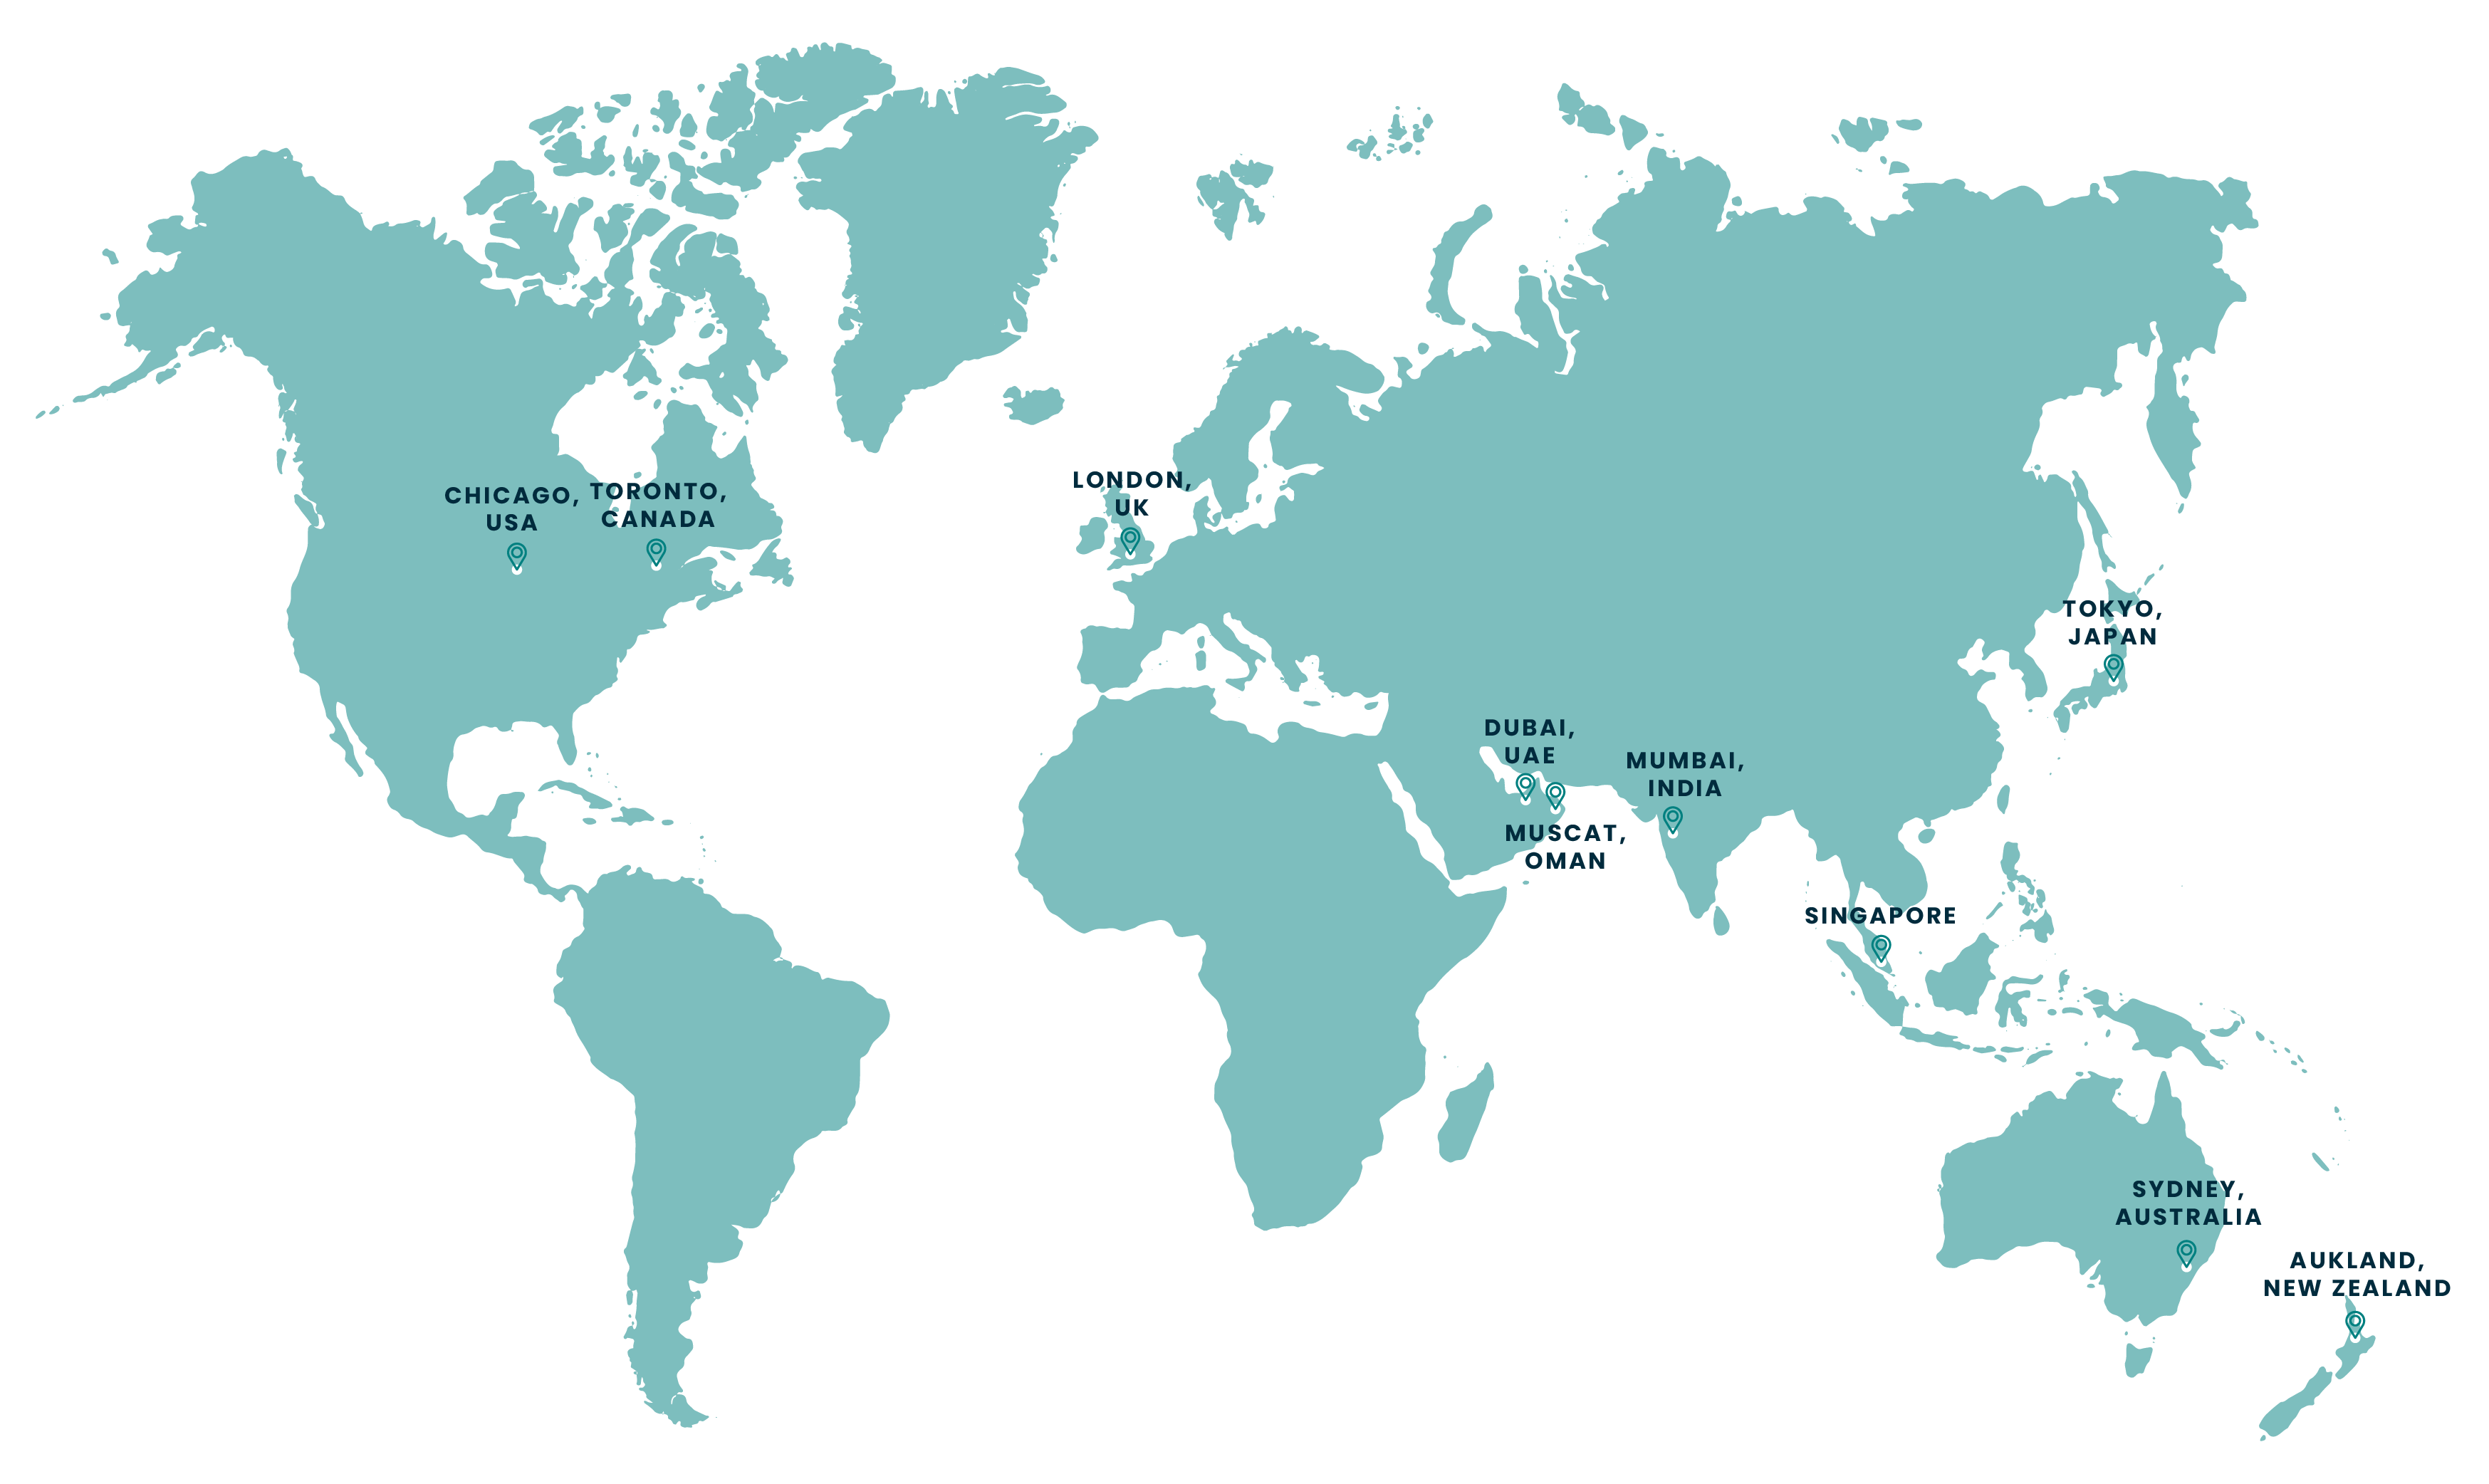 CHICAGO,
USA
TORONTO,
CANADA
LONDON,
UK
TOKYO,
JAPAN
DUBAI,
UAE
MUMBAI,
INDIA
MUSCAT,
OMAN
SINGAPORE
SYDNEY,
AUSTRALIA
AUKLAND,
NEW ZEALAND